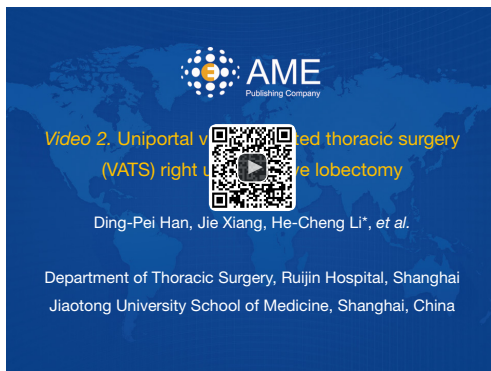 AME
Publishing Company
Video 2. Uniportal v ted thoracic surgery
(VATS) right u ve lobectomy
Ding-Pei Han, Jie Xiang, He-Cheng Li*, et al.
Department of Thoracic Surgery, Ruijin Hospital, Shanghai
Jiaotong University School of Medicine, Shanghai, China